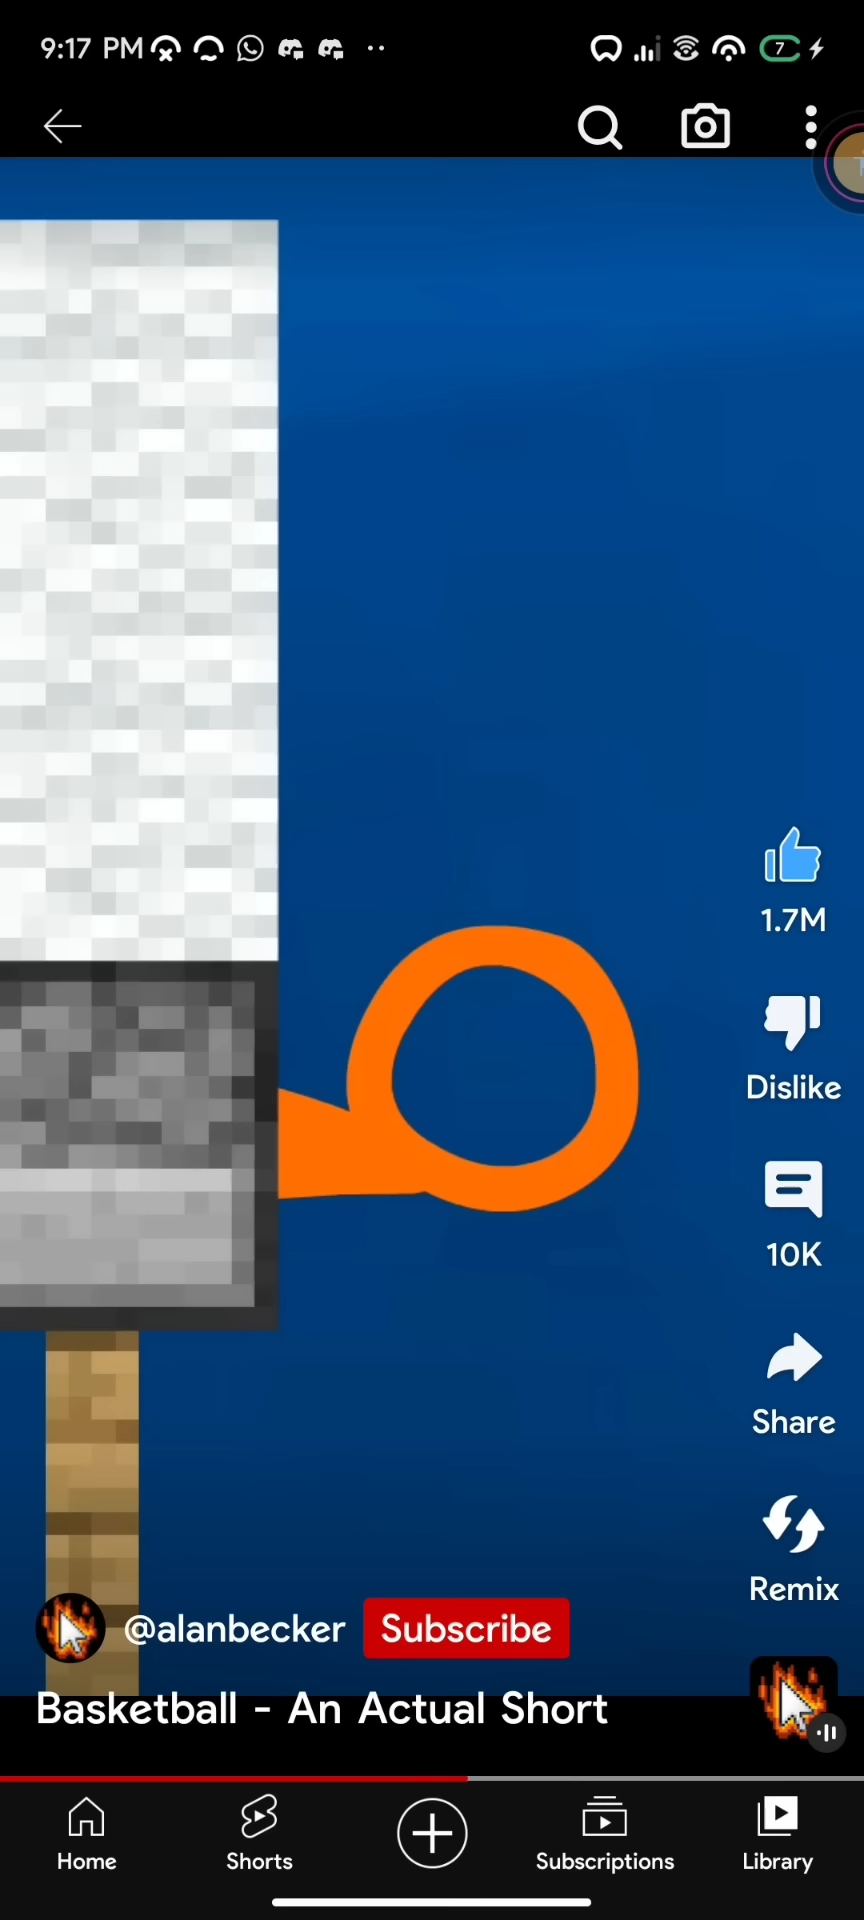 9:17 PM
7
1.7M
Dislike
10K
Share
Remix
@alanbecker Subscribe
Basketball - An Actual Short
Home Shorts Subscriptions Library